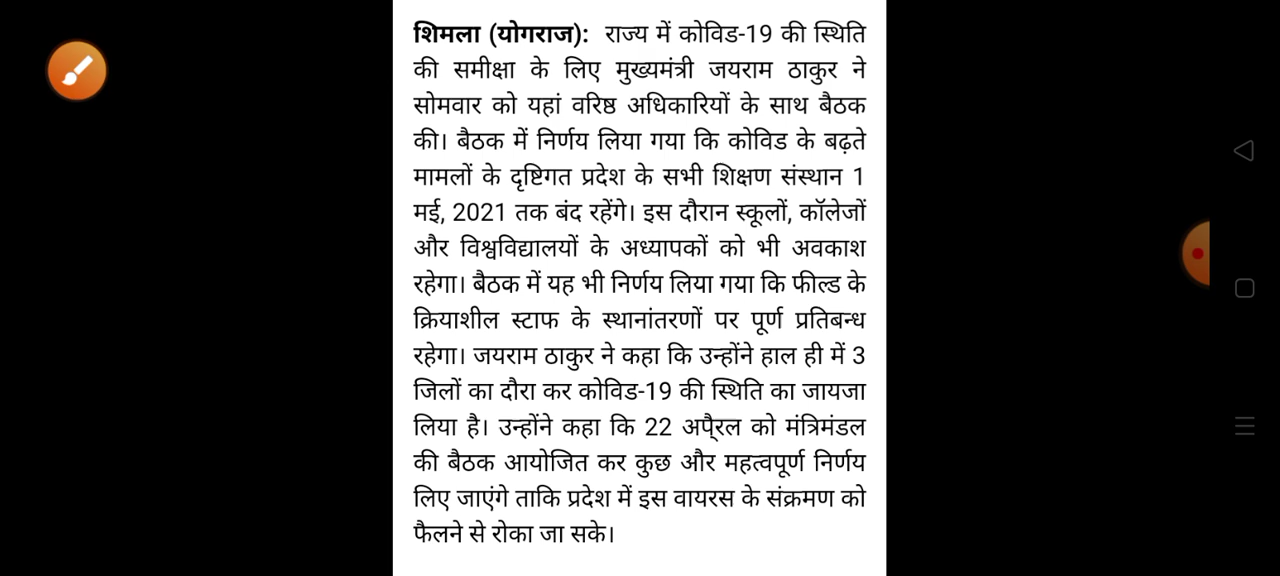 शिमला (योगराज): राज्य में कोविड-19 की स्थिति
की समीक्षा के लिए मुख्यमंत्री जयराम ठाकुर ने
सोमवार को यहां वरिष्ठ अधिकारियों के साथ बैठक
की। बैठक में निर्णय लिया गया कि कोविड के बढ़ते
मामलों के दृष्टिगत प्रदेश के सभी शिक्षण संस्थान 1
मई, 2021 तक बंद रहेंगे। इस दौरान स्कूलों, कॉलेजों
और विश्वविद्यालयों के अध्यापकों को भी अवकाश
रहेगा। बैठक में यह भी निर्णय लिया गया कि फील्ड के
क्रियाशील स्टाफ के स्थानांतरणों पर पूर्ण प्रतिबन्ध
रहेगा। जयराम ठाकुर ने कहा कि उन्होंने हाल ही में 3
जिलों का दौरा कर कोविड-19 की स्थिति का जायजा
लिया है। उन्होंने कहा कि 22 अपै्रल को मंत्रिमंडल
की बैठक आयोजित कर कुछ और महत्वपूर्ण निर्णय
लिए जाएंगे ताकि प्रदेश में इस वायरस के संक्रमण को
फैलने से रोका जा सके।